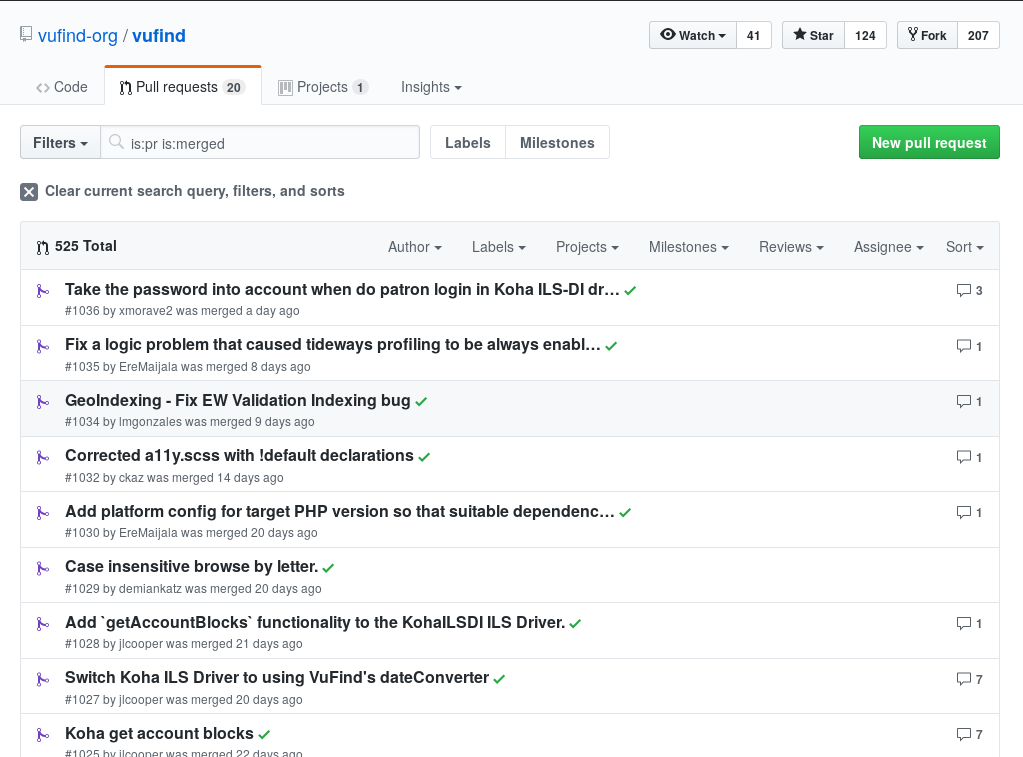 vufind-org / vufind
Watch 41 Star 124 Fork 207
Code Pull requests 20 Projects 1 Insights
Filters is:pr is:merged Labels Milestones New pull request
Clear current search query, filters, and sorts
525 Total Author Labels Projects Milestones Reviews Assignee Sort
Take the password into account when do patron login in Koha ILS-DI dr… 3
#1036 by xmorave2 was merged a day ago
Fix a logic problem that caused tideways profiling to be always enabl… 1
#1035 by EreMaijala was merged 8 days ago
GeoIndexing - Fix EW Validation Indexing bug 1
#1034 by lmgonzales was merged 9 days ago
Corrected a11y.scss with !default declarations 1
#1032 by ckaz was merged 14 days ago
Add platform config for target PHP version so that suitable dependenc… 1
#1030 by EreMaijala was merged 20 days ago
Case insensitive browse by letter.
#1029 by demiankatz was merged 20 days ago
Add `getAccountBlocks` functionality to the KohaILSDI ILS Driver. 1
#1028 by jlcooper was merged 21 days ago
Switch Koha ILS Driver to using VuFind's dateConverter 7
#1027 by jlcooper was merged 20 days ago
Koha get account blocks 7
#1025 by jlcooper was merged 22 days ago